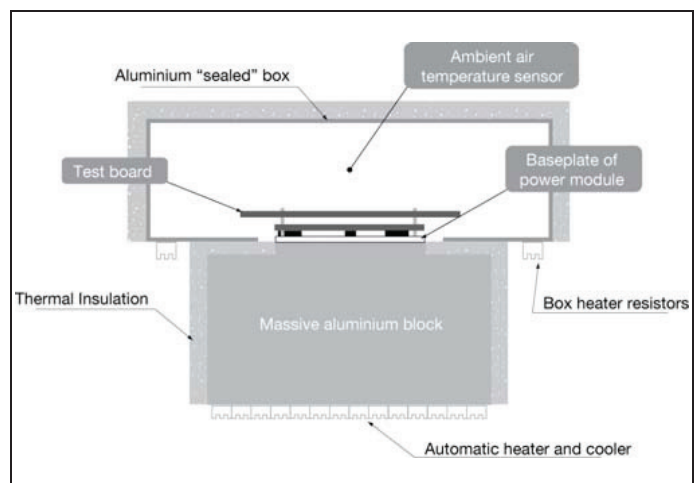 Ambient air
temperature sensor
Aluminium “sealed” box
Baseplate of
power module
Test board
Thermal Insulation
Box heater resistors
Massive aluminium block
Automatic heater and cooler